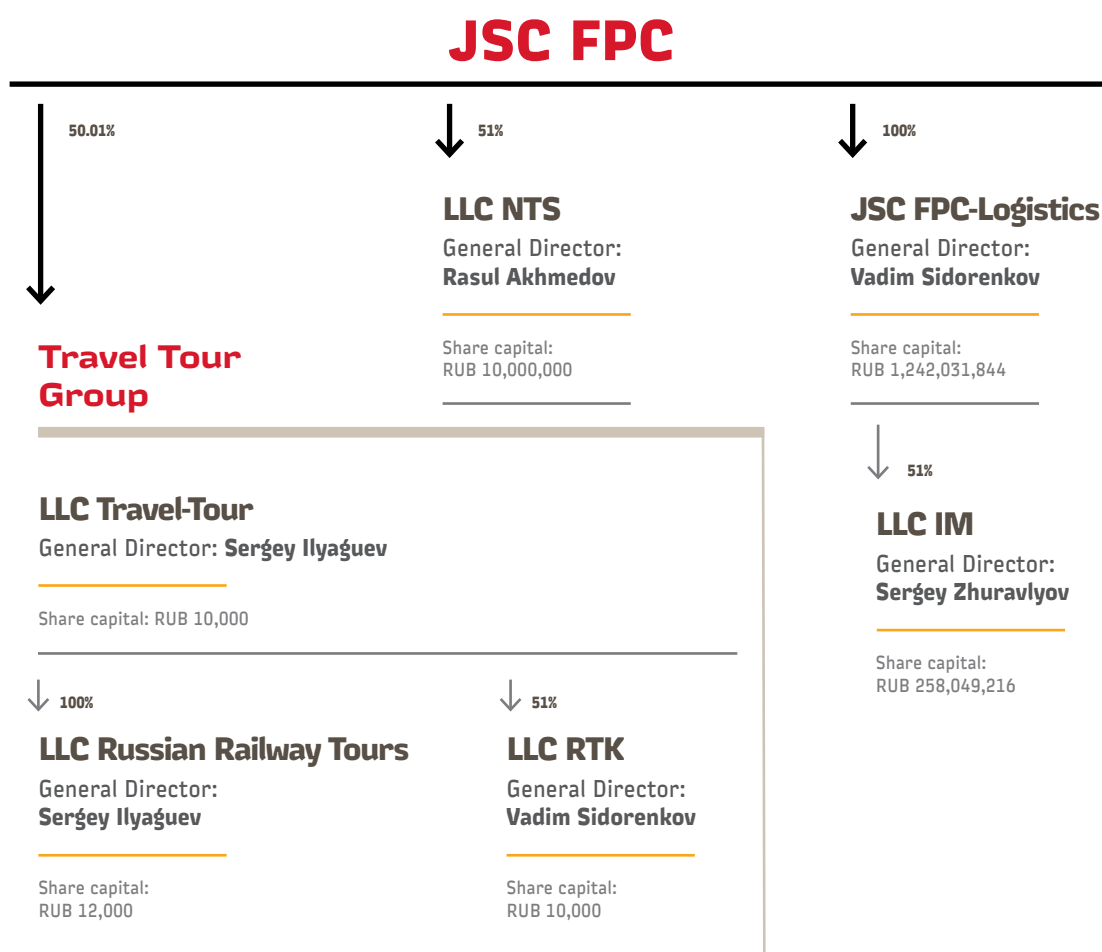 JSC FPC
50.01%
51%
100%
LLC NTS
General Director:
Rasul Akhmedov
Share capital:
RUB 10,000,000
JSC FPC-Logistics
General Director:
Vadim Sidorenkov
Share capital:
RUB 1,242,031,844
51%
LLC IM
General Director:
Sergey Zhuravlyov
Share capital:
RUB 258,049,216
Travel Tour
Group
LLC Travel-Tour
General Director: Sergey Ilyaguev
Share capital: RUB 10,000
100%
LLC Russian Railway Tours
General Director:
Sergey Ilyaguev
Share capital:
RUB 12,000
51%
LLC RTK
General Director:
Vadim Sidorenkov
Share capital:
RUB 10,000